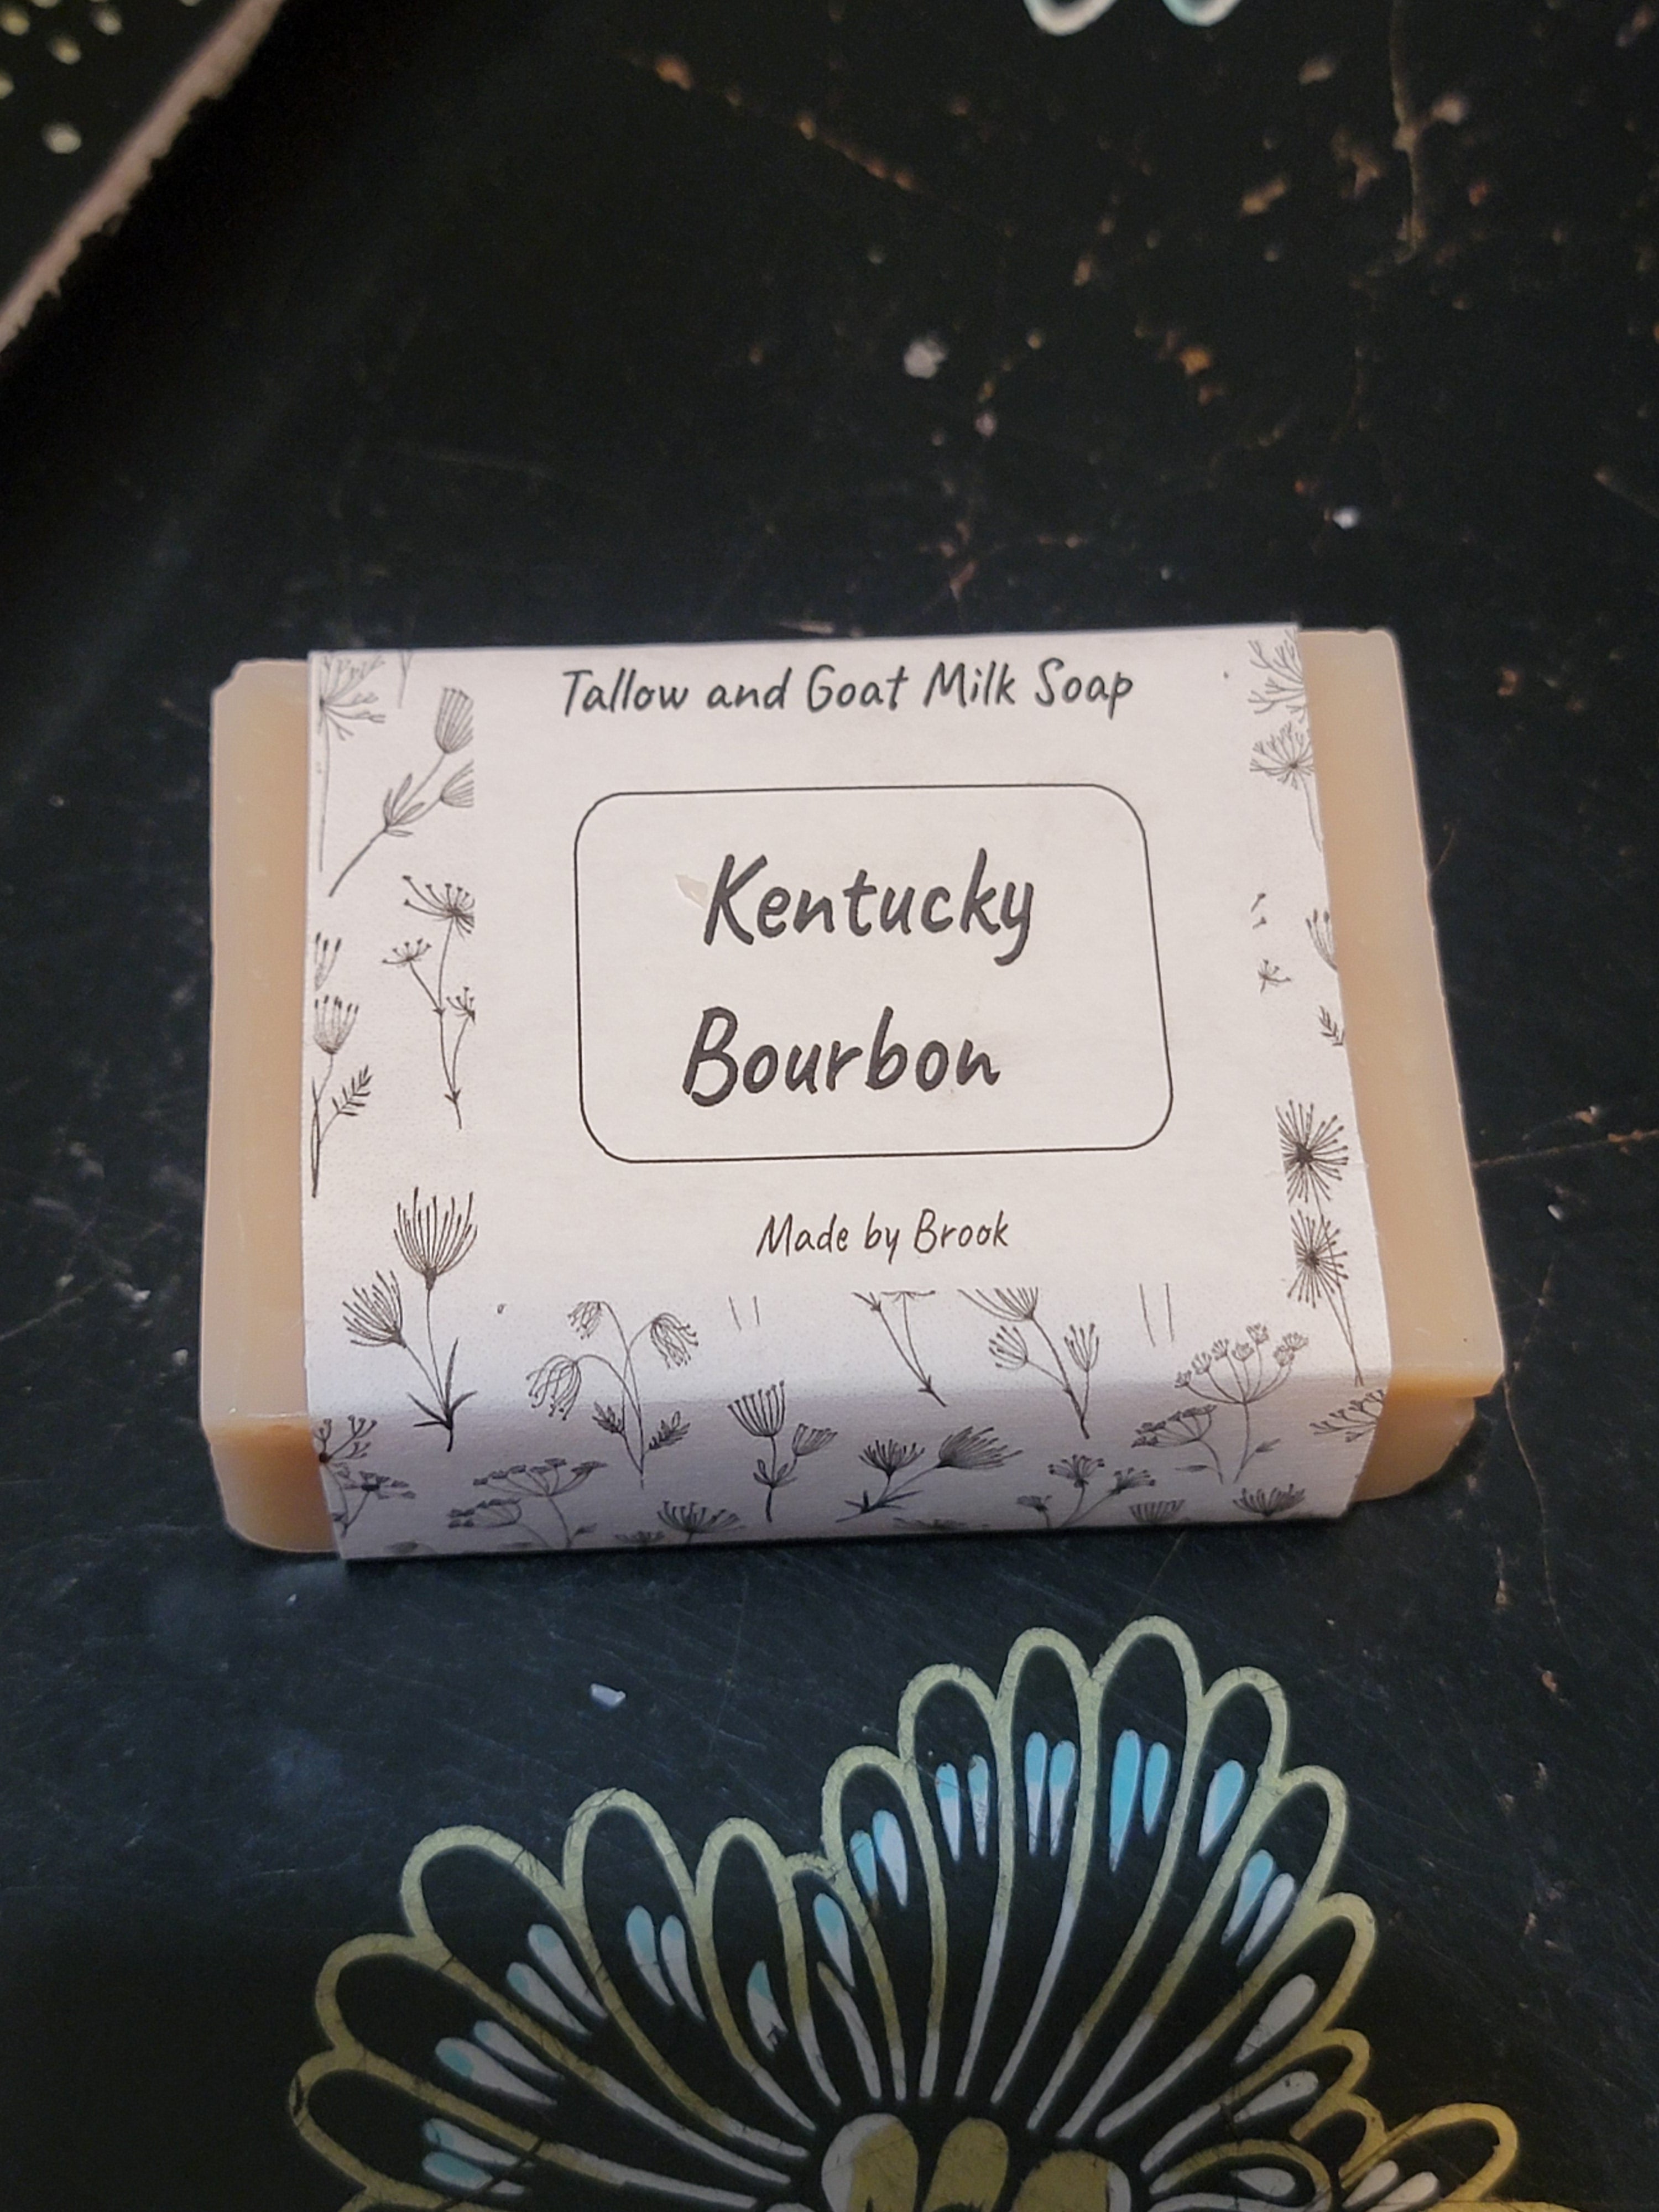 Tallow and Goat Milk Soap
Kentucky
Bourbon
Made by Brook